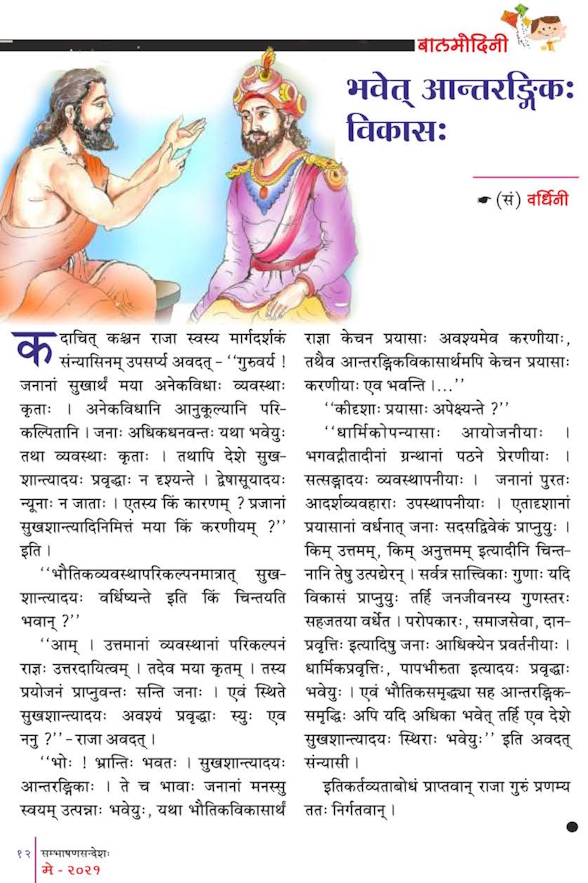 बालमोदिनी
भवेत् आन्तरङ्गिकः
विकासः
(सं) वर्धिनी
कदाचित् कश्चन राजा स्वस्य मार्गदर्शकं
संन्यासिनम् उपसर्प्य अवदत् - ‘‘गुरुवर्य !
जनानां सुखार्थं मया अनेकविधाः व्यवस्थाः
कृताः । अनेकविधानि आनुकूल्यानि परि-
कल्पितानि । जनाः अधिकधनवन्तः यथा भवेयुः
तथा व्यवस्थाः कृताः । तथापि देशे सुख-
शान्त्यादयः प्रवृद्धाः न दृश्यन्ते । द्वेषासूयादयः
न्यूनाः न जाताः । एतस्य किं कारणम् ? प्रजानां
सुखशान्त्यादिनिमित्तं मया किं करणीयम् ?’’
इति ।
‘‘भौतिकव्यवस्थापरिकल्पनमात्रात् सुख-
शान्त्यादयः वर्धिष्यन्ते इति किं चिन्तयति
भवान् ?’’
‘‘आम् । उत्तमानां व्यवस्थानां परिकल्पनं
राज्ञः उत्तरदायित्वम् । तदेव मया कृतम् । तस्य
प्रयोजनं प्राप्नुवन्तः सन्ति जनाः । एवं स्थिते
सुखशान्त्यादयः अवश्यं प्रवृद्धाः स्युः एव
ननु ?’’ - राजा अवदत् ।
‘‘भोः ! भ्रान्तिः भवतः । सुखशान्त्यादयः
आन्तरङ्गिकाः । ते च भावाः जनानां मनस्सु
स्वयम् उत्पन्नाः भवेयुः, यथा भौतिकविकासार्थं
राज्ञा केचन प्रयासाः अवश्यमेव करणीयाः,
तथैव आन्तरङ्गिकविकासार्थमपि केचन प्रयासाः
करणीयाः एव भवन्ति ।...’’
‘‘कीदृशाः प्रयासाः अपेक्ष्यन्ते ?’’
‘‘धार्मिकोपन्यासाः आयोजनीयाः ।
भगवद्गीतादीनां ग्रन्थानां पठने प्रेरणीयाः ।
सत्सङ्गादयः व्यवस्थापनीयाः । जनानां पुरतः
आदर्शव्यवहाराः उपस्थापनीयाः । एतादृशानां
प्रयासानां वर्धनात् जनाः सदसद्विवेकं प्राप्नुयुः ।
किम् उत्तमम्, किम् अनुत्तमम् इत्यादीनि चिन्त-
नानि तेषु उत्पद्येरन् । सर्वत्र सात्त्विकाः गुणाः यदि
विकासं प्राप्नुयुः तर्हि जनजीवनस्य गुणस्तरः
सहजतया वर्धेत । परोपकारः, समाजसेवा, दान-
प्रवृत्तिः इत्यादिषु जनाः आधिक्येन प्रवर्तनीयाः ।
धार्मिकप्रवृत्तिः, पापभीरुता इत्यादयः प्रवृद्धाः
भवेयुः । एवं भौतिकसमृद्ध्या सह आन्तरङ्गिक-
समृद्धिः अपि यदि अधिका भवेत् तर्हि एव देशे
सुखशान्त्यादयः स्थिराः भवेयुः’’ इति अवदत्
संन्यासी ।
इतिकर्तव्यताबोधं प्राप्तवान् राजा गुरुं प्रणम्य
ततः निर्गतवान् ।
१२ सम्भाषणसन्देशः
मे - २०२१